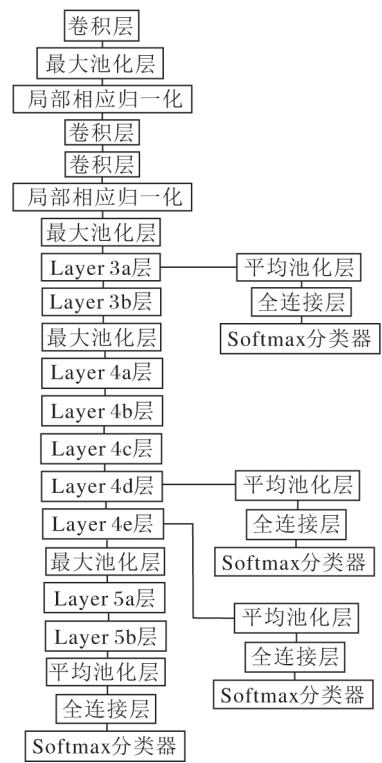 卷积层
最大池化层
局部相应归一化
卷积层
卷积层
局部相应归一化
最大池化层
Layer 3a层
平均池化层
Layer 3b层
全连接层
最大池化层
Softmax分类器
Layer 4a层
Layer 4b层
Layer 4c层
Layer 4d层
平均池化层
Layer 4e层
全连接层
最大池化层
Softmax分类器
Layer 5a层
平均池化层
Layer 5b层
全连接层
平均池化层
Softmax分类器
全连接层
Softmax分类器